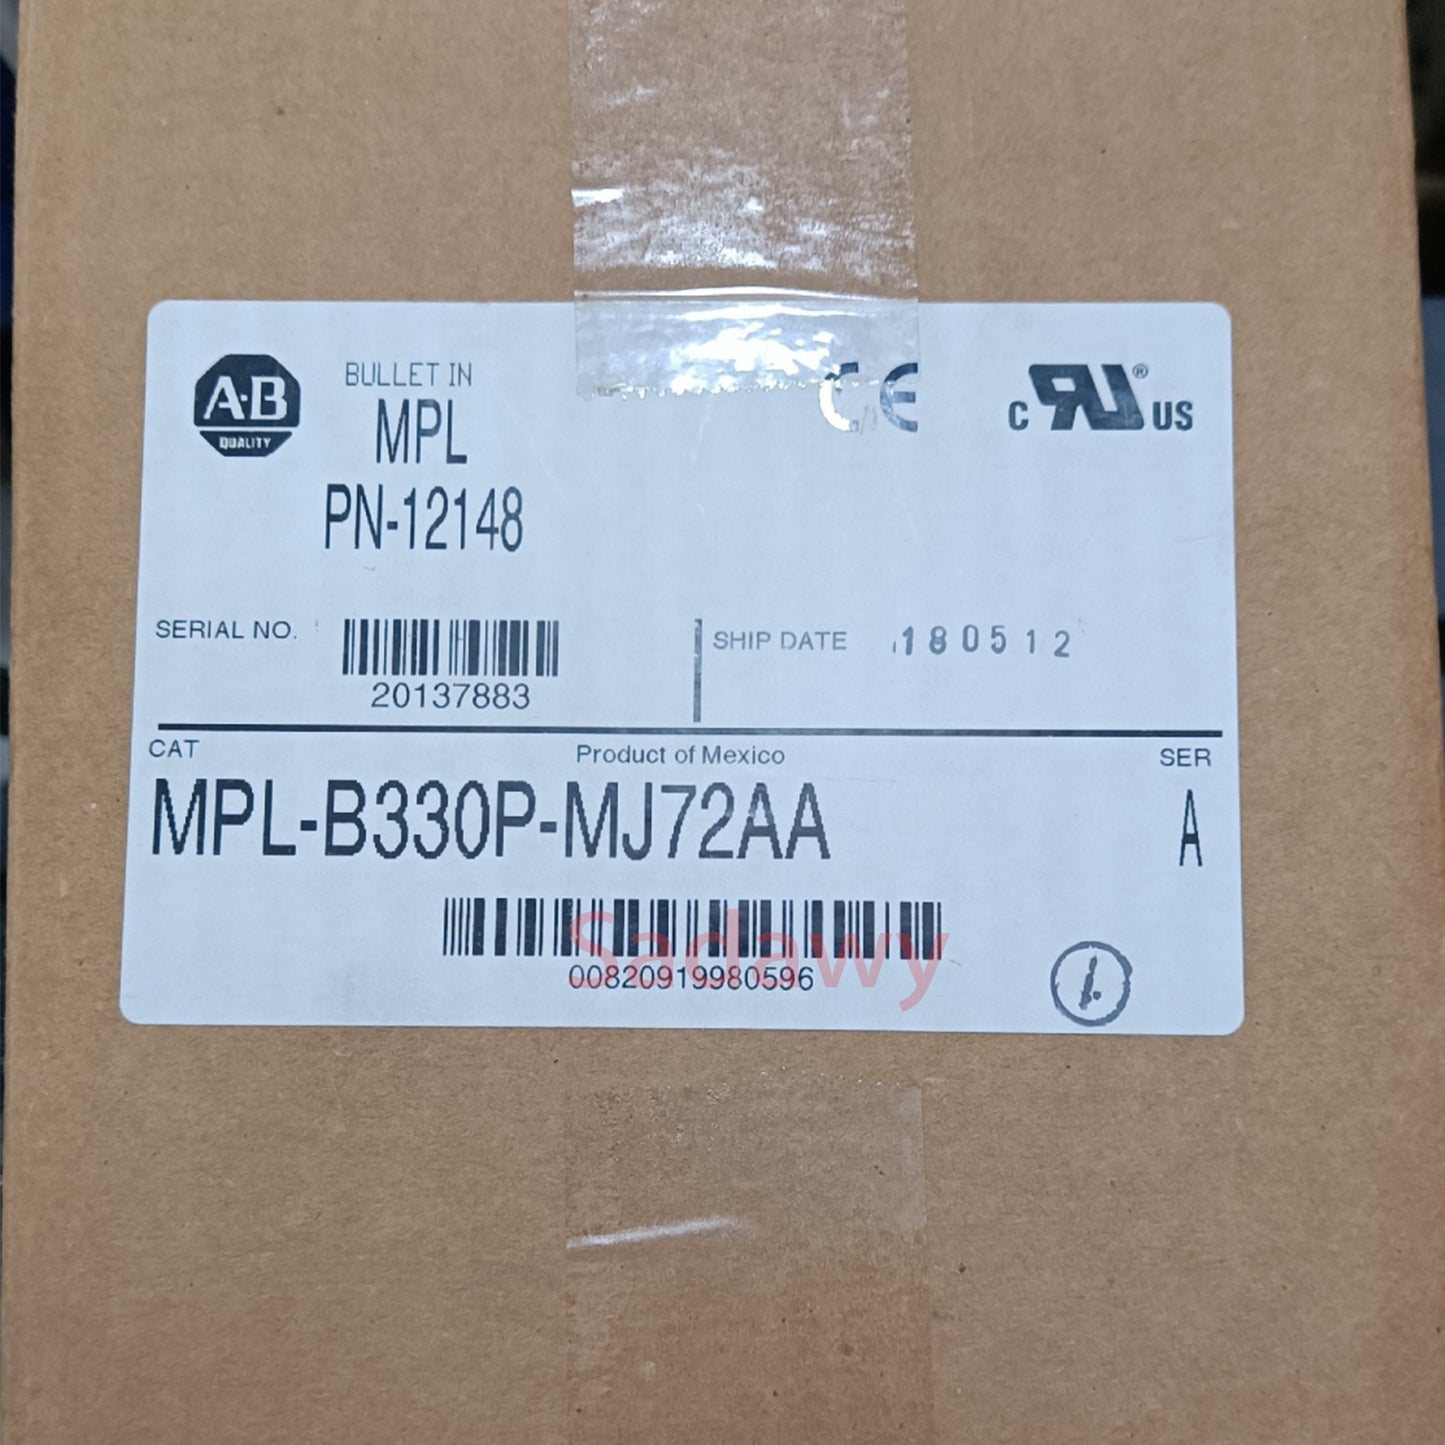 A·B
QUALITY
BULLET IN
MPL
PN-12148
CE
C RU ® US
SERIAL NO.
20137883
SHIP DATE 180512
CAT
Product of Mexico
SER
MPL-B330P-MJ72AA
A
Sadawy
00820919980596
1